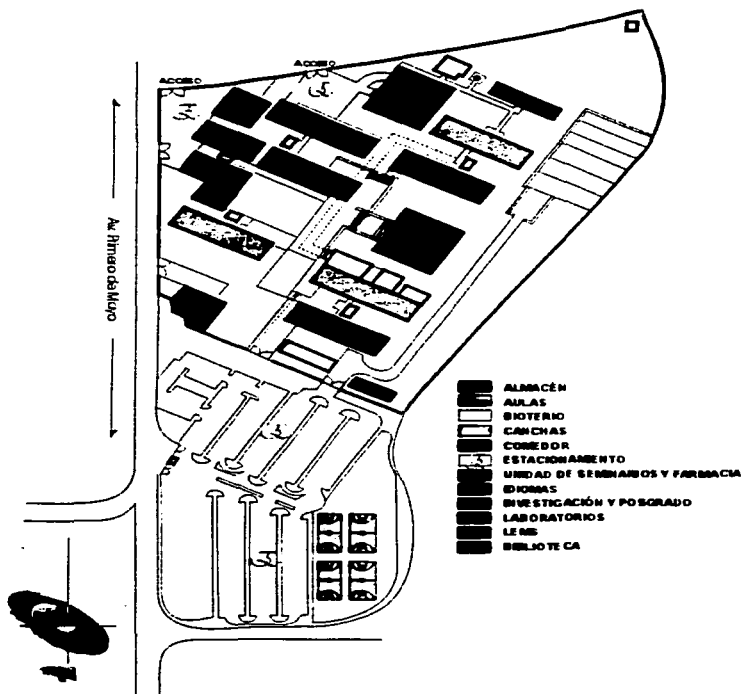 ACCESO
ACCESO
Av. Primero de Mayo
ALMACÉN
AULAS
BIOTERIO
CANCHAS
COMEDOR
ESTACIONAMIENTO
UNIDAD DE SEMINARIOS Y FARMACIA
IDIOMAS
INVESTIGACIÓN Y POSGRADO
LABORATORIOS
LEMS
BIBLIOTECA